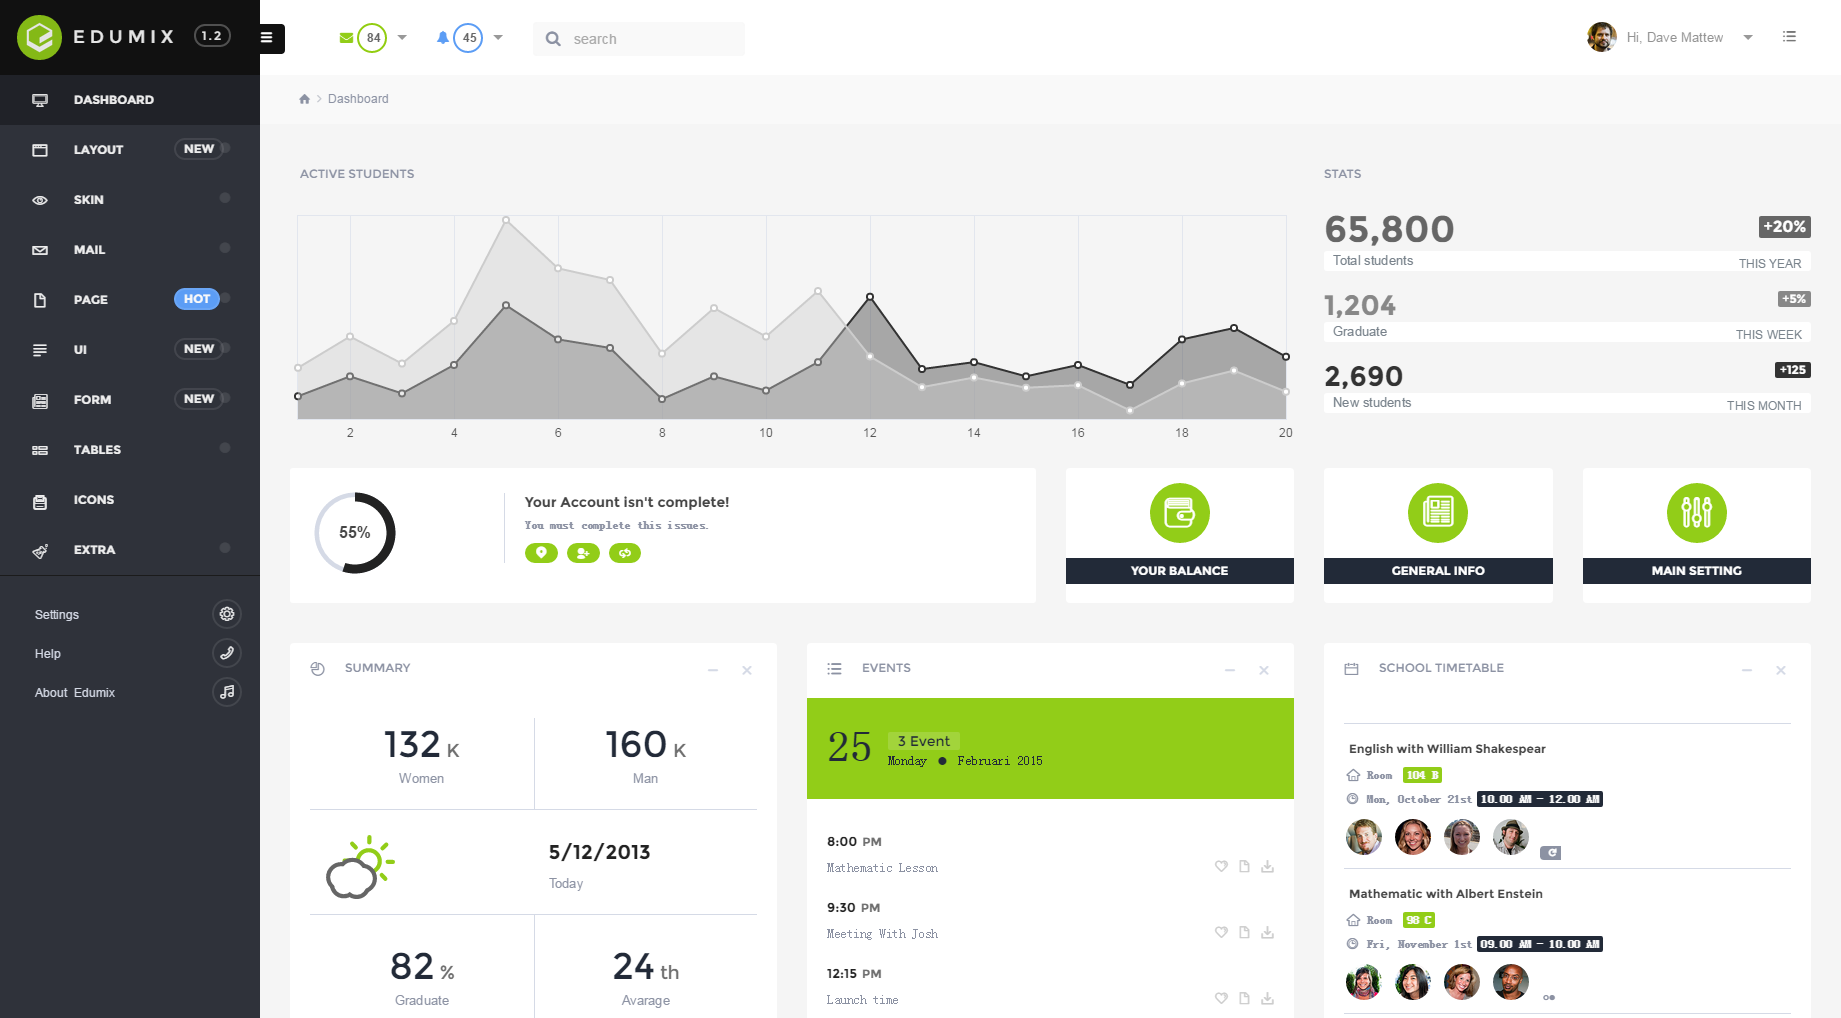 EDUMIX 1.2
84
45
search
Hi, Dave Mattew
DASHBOARD
LAYOUT NEW
SKIN
MAIL
PAGE HOT
UI NEW
FORM NEW
TABLES
ICONS
EXTRA
Settings
Help
About Edumix
Dashboard
ACTIVE STUDENTS
2 4 6 8 10 12 14 16 18 20
STATS
65,800 +20%
Total students THIS YEAR
1,204 +5%
Graduate THIS WEEK
2,690 +125
New students THIS MONTH
55%
Your Account isn't complete!
You must complete this issues.
YOUR BALANCE
GENERAL INFO
MAIN SETTING
SUMMARY
132 K
Women
160 K
Man
5/12/2013
Today
82 %
Graduate
24 th
Avarage
EVENTS
25
3 Event
Monday ● Februari 2015
8:00 PM
Mathematic Lesson
9:30 PM
Meeting With Josh
12:15 PM
Launch time
SCHOOL TIMETABLE
English with William Shakespear
Room 104 B
Mon, October 21st 10.00 AM - 12.00 AM
Mathematic with Albert Enstein
Room 98 C
Fri, November 1st 09.00 AM - 10.00 AM